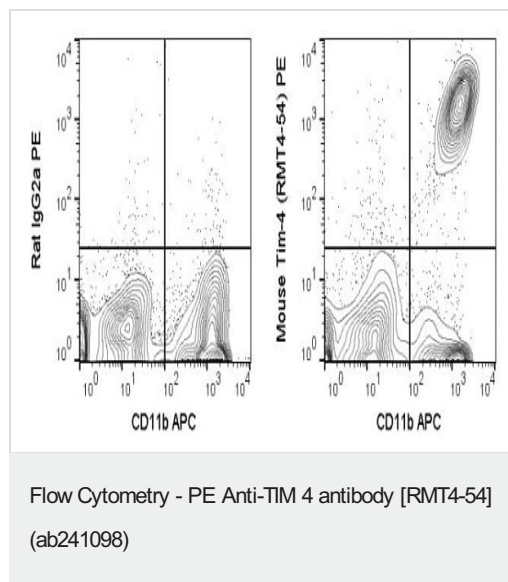 Rat IgG2a PE
10^4
10^3
10^2
10^1
10^0
10^0 10^1 10^2 10^3 10^4
CD11b APC
Mouse Tim-4 (RMT4-54) PE
10^4
10^3
10^2
10^1
10^0
10^0 10^1 10^2 10^3 10^4
CD11b APC
Flow Cytometry - PE Anti-TIM 4 antibody [RMT4-54]
(ab241098)